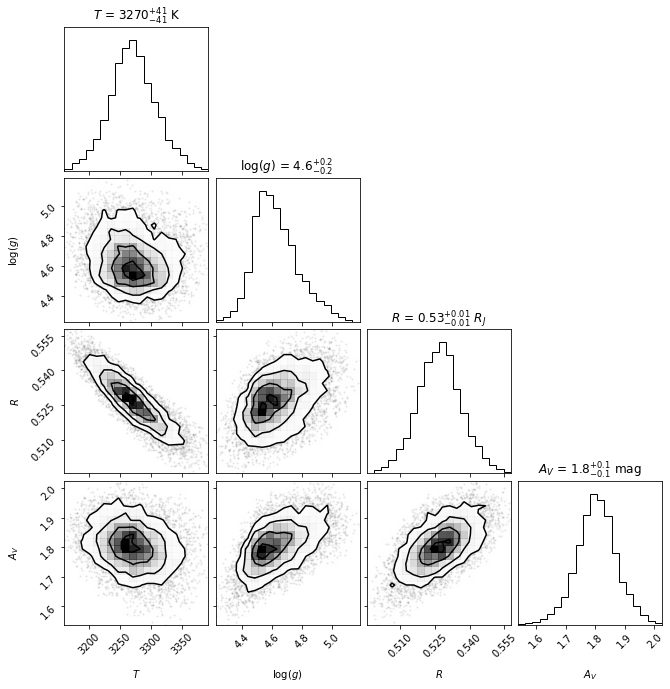 T = 3270+41−41 K
log(g) = 4.6+0.2−0.2
R = 0.53+0.01−0.01 RJ
AV = 1.8+0.1−0.1 mag
log(g)
5.0
4.8
4.6
4.4
R
0.555
0.540
0.525
0.510
AV
2.0
1.9
1.8
1.7
1.6
3200 3250 3300 3350
4.4 4.6 4.8 5.0
0.510 0.525 0.540 0.555
1.6 1.7 1.8 1.9 2.0
T log(g) R AV